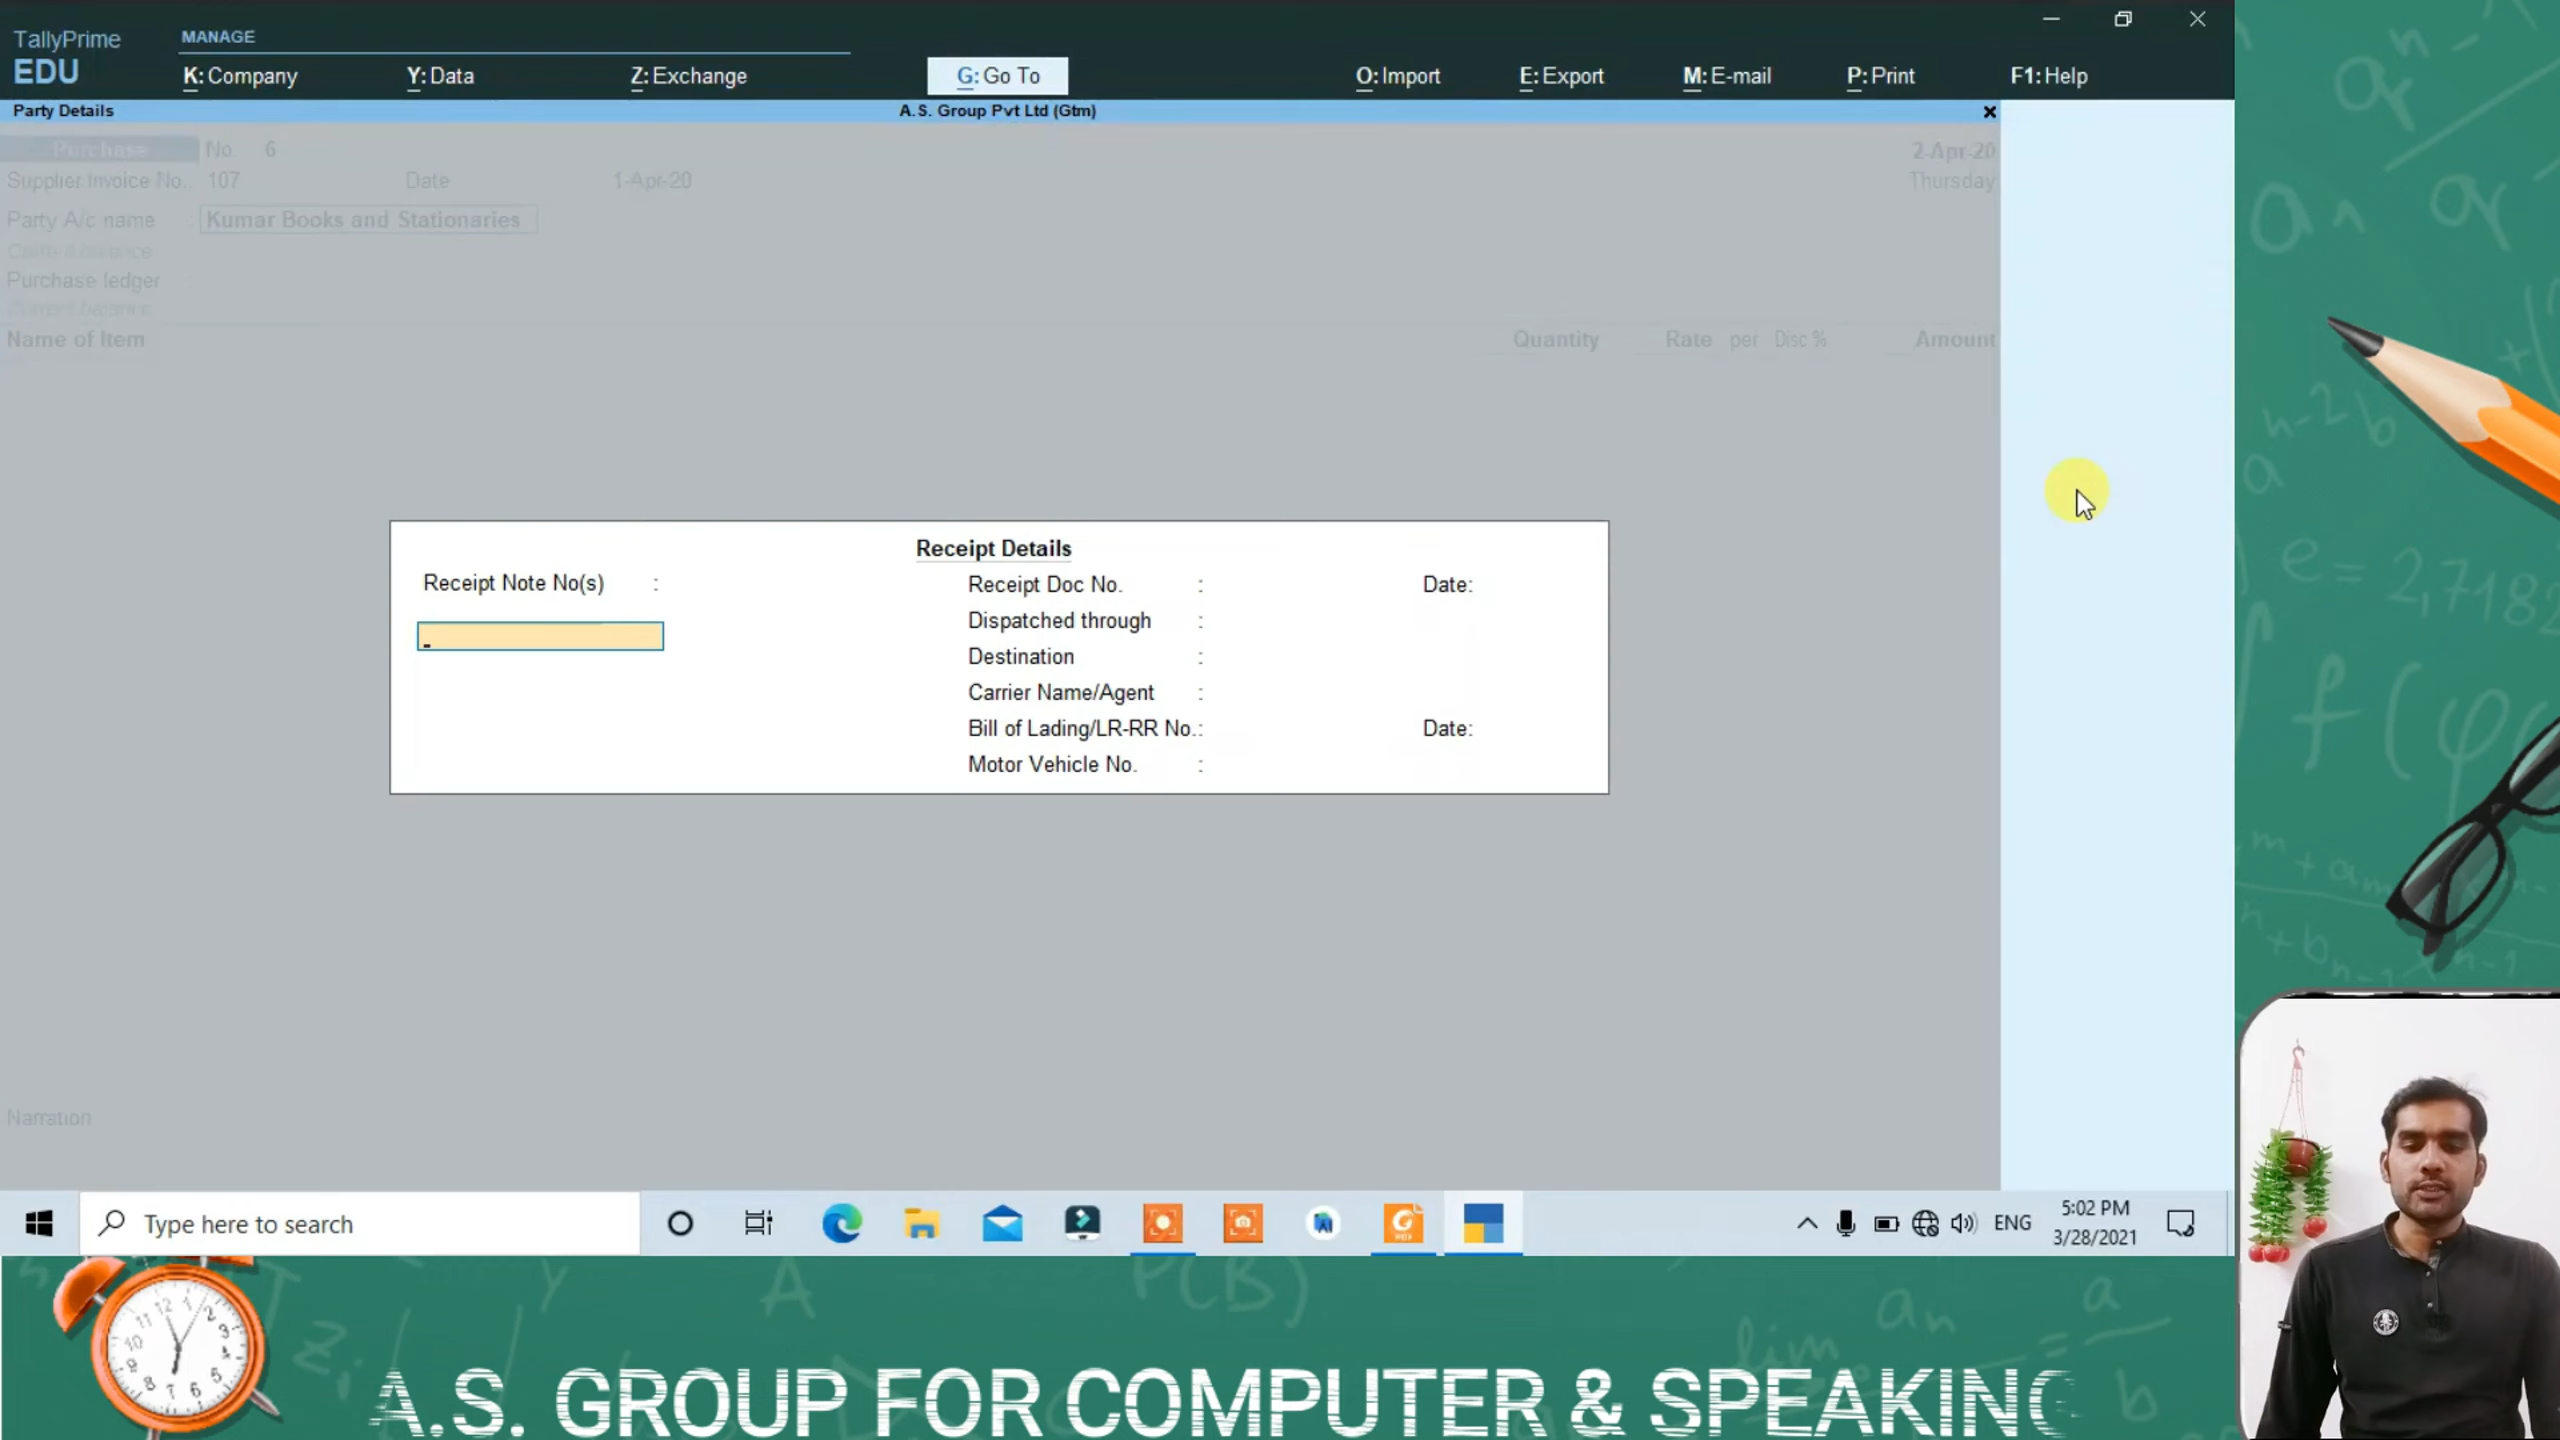 TallyPrime
EDU
MANAGE
K: Company
Y: Data
Z: Exchange
G: Go To
O: Import
E: Export
M: E-mail
P: Print
F1: Help
Party Details
A.S. Group Pvt Ltd (Gtm)
Purchase No. 6
2-Apr-20
Supplier Invoice No.. 107 Date 1-Apr-20
Thursday
Party A/c name : Kumar Books and Stationaries
Current balance
Purchase ledger
Current balance
Name of Item Quantity Rate per Disc % Amount
Receipt Details
Receipt Note No(s) :
Receipt Doc No. : Date:
Dispatched through :
Destination :
Carrier Name/Agent :
Bill of Lading/LR-RR No. : Date:
Motor Vehicle No. :
Narration
Type here to search
ENG
5:02 PM
3/28/2021
A.S. GROUP FOR COMPUTER & SPEAKING